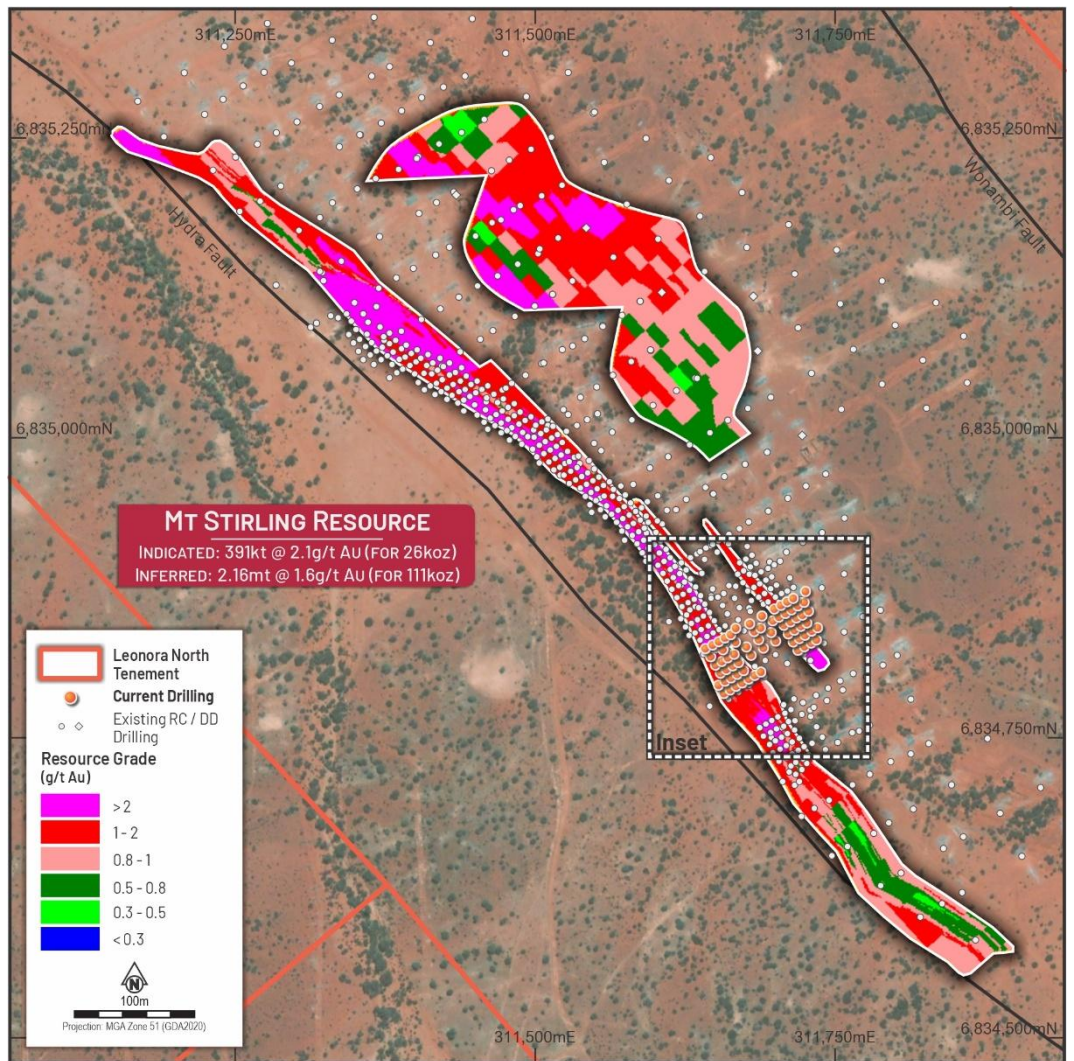 311,250mE
311,500mE
311,750mE
6,835,250mN
6,835,250mN
Wonambi Fault
Hydra Fault
6,835,000mN
6,835,000mN
MT STIRLING RESOURCE
INDICATED: 391kt @ 2.1g/t AU (FOR 26koz)
INFERRED: 2.16mt @ 1.6g/t AU (FOR 111koz)
Inset
6,834,750mN
Leonora North
Tenement
Current Drilling
Existing RC / DD
Drilling
Resource Grade
(g/t Au)
>2
1 - 2
0.8 - 1
0.5 - 0.8
0.3 - 0.5
<0.3
N
100m
Projection: MGA Zone 51 (GDA2020)
311,500mE
311,750mE
6,834,500mN